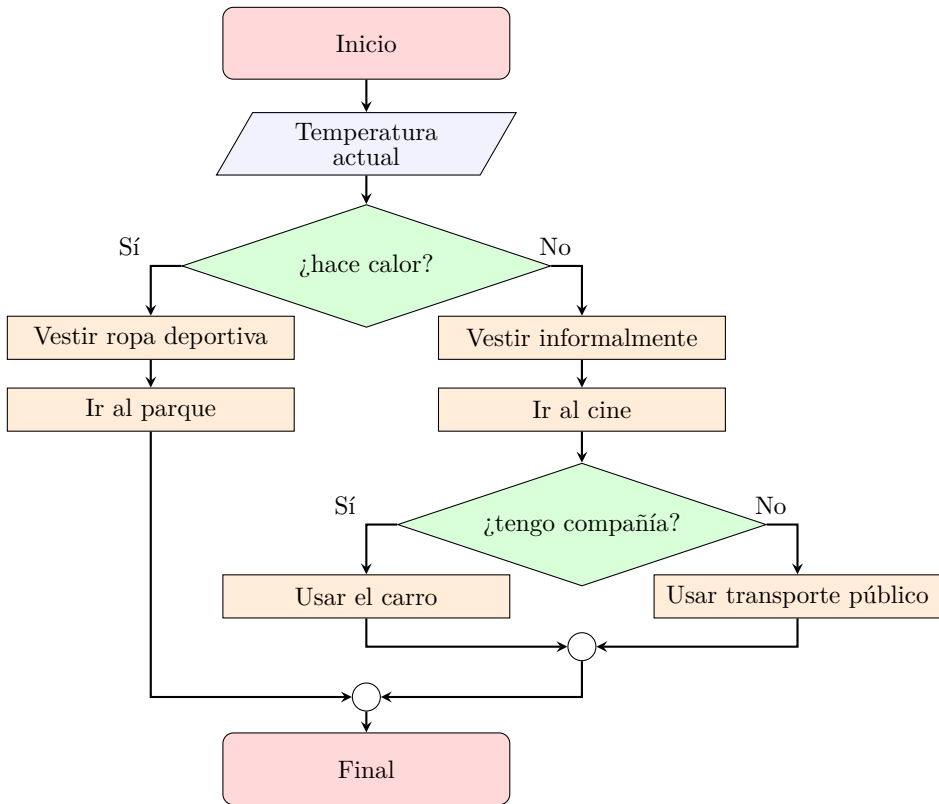 Inicio
Temperatura
actual
¿hace calor?
Sí
No
Vestir ropa deportiva
Vestir informalmente
Ir al parque
Ir al cine
¿tengo compañía?
Sí
No
Usar el carro
Usar transporte público
Final